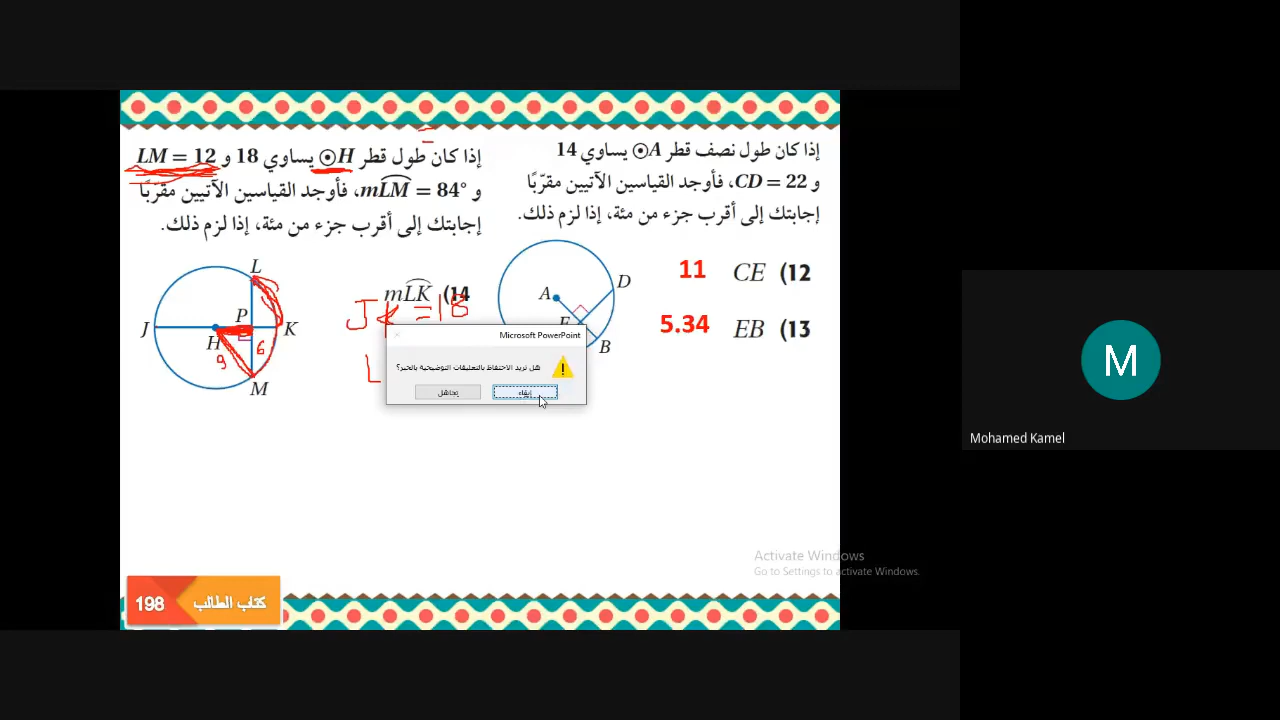 إذا كان طول نصف قطر ⊙A يساوي 14
و CD = 22، فأوجد القياسين الآتيين مقرّبًا
إجابتك إلى أقرب جزء من مئة، إذا لزم ذلك.
12) CE 11
13) EB 5.34
A
D
E
B
إذا كان طول قطر ⊙H يساوي 18 و LM = 12
و mLM = 84°، فأوجد القياسين الآتيين مقرّبًا
إجابتك إلى أقرب جزء من مئة، إذا لزم ذلك.
14) mLK
JK = 18
L
L
P
J
H
K
M
9
6
Microsoft PowerPoint
هل تريد الاحتفاظ بالتعليقات التوضيحية بالحبر؟
إبقاء
تجاهل
كتاب الطالب
198
Activate Windows
Go to Settings to activate Windows.
M
Mohamed Kamel